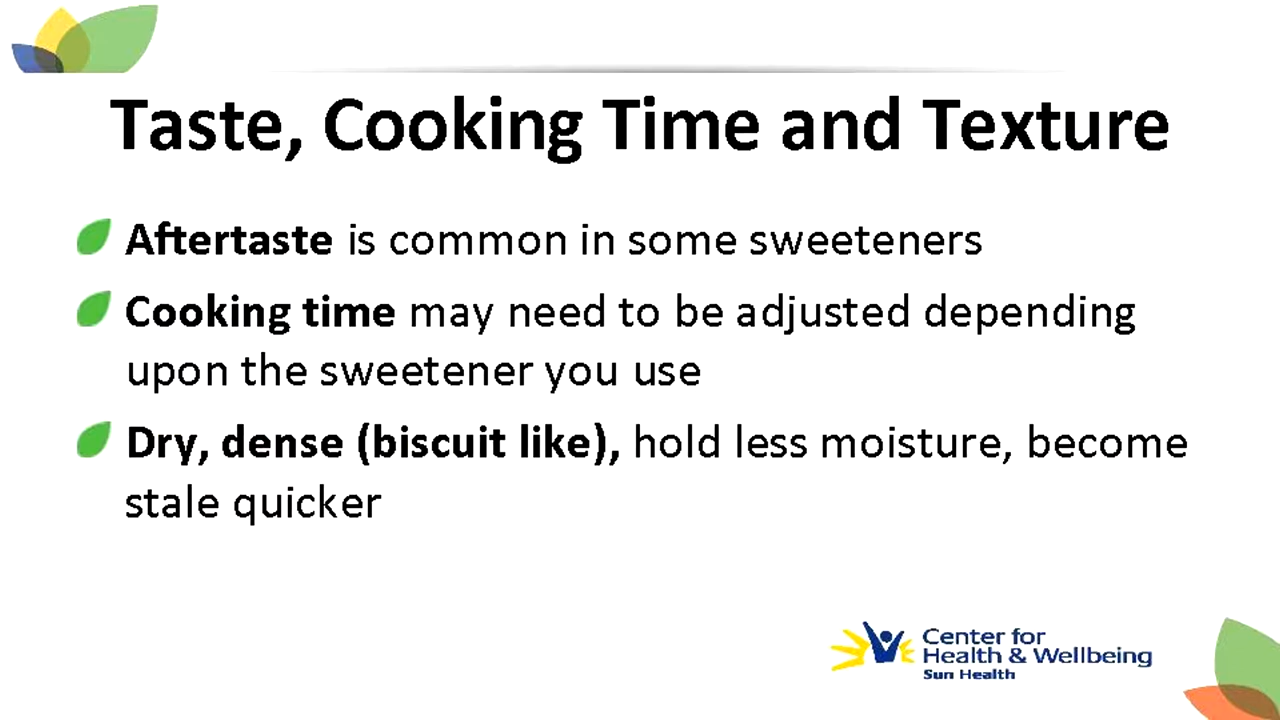 Taste, Cooking Time and Texture
Aftertaste is common in some sweeteners
Cooking time may need to be adjusted depending
upon the sweetener you use
Dry, dense (biscuit like), hold less moisture, become
stale quicker
Center for
Health & Wellbeing
Sun Health